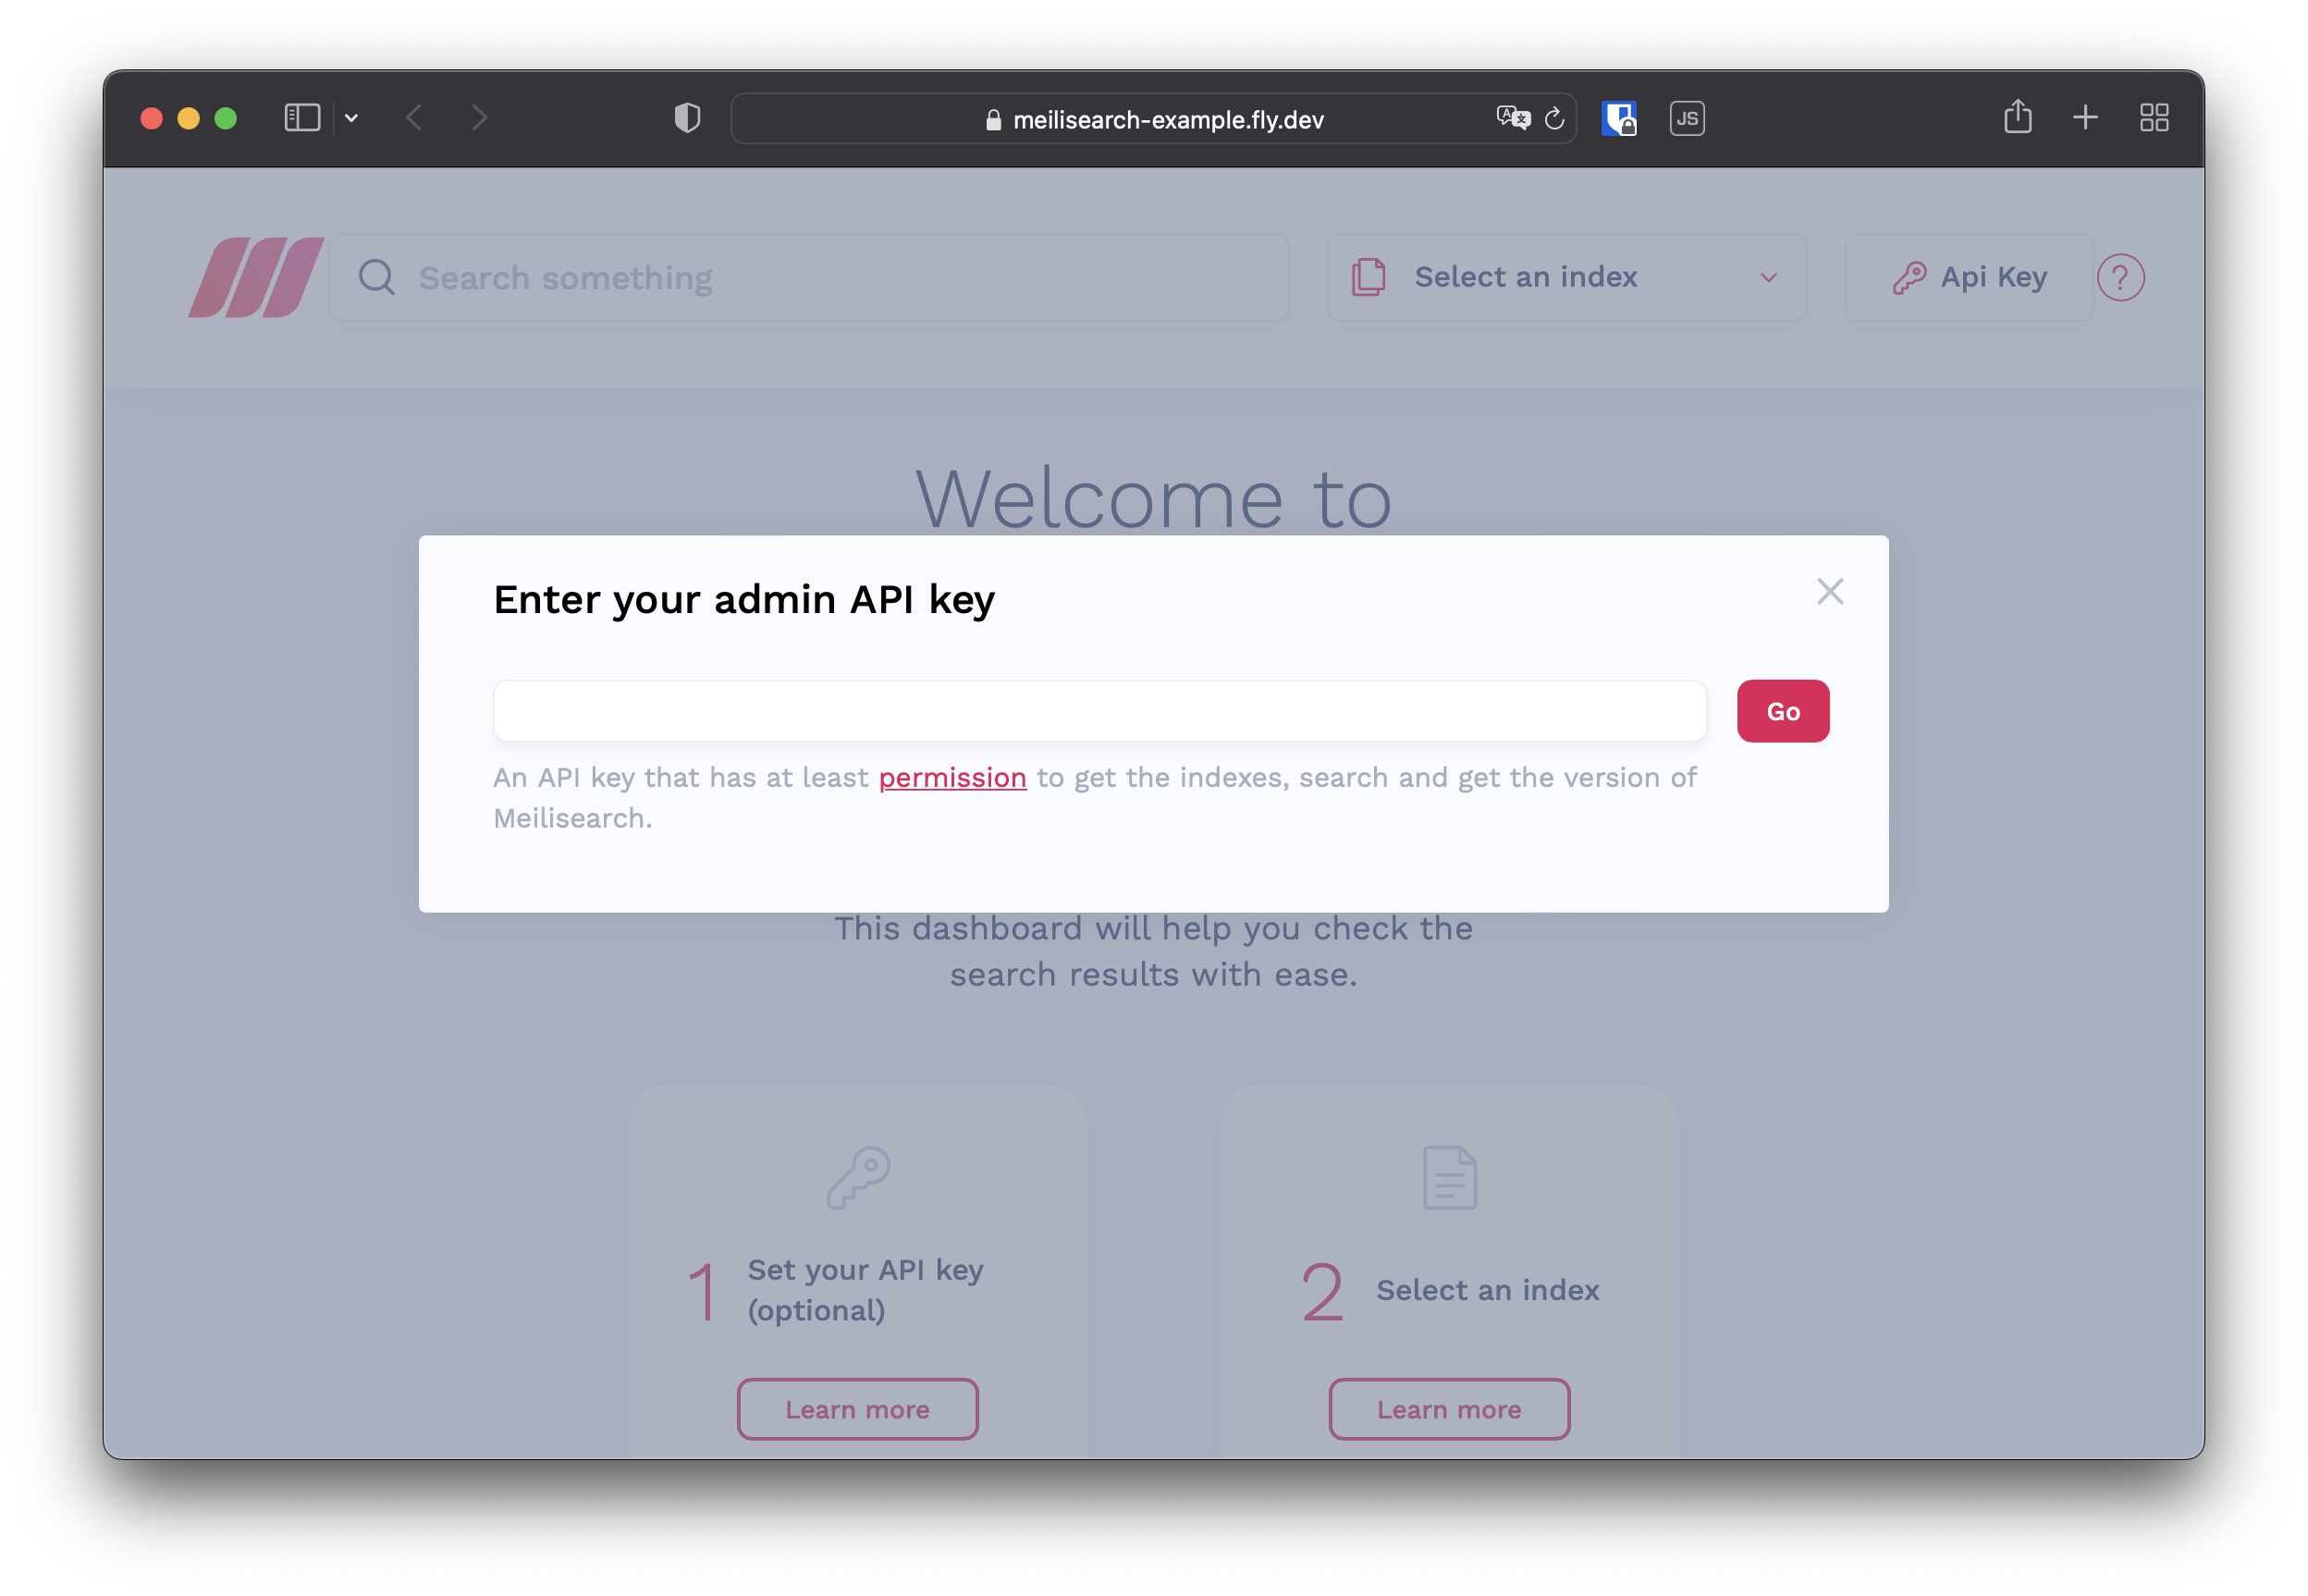 meilisearch-example.fly.dev
JS
Search something
Select an index
Api Key
?
Welcome to
Enter your admin API key
Go
An API key that has at least permission to get the indexes, search and get the version of
Meilisearch.
This dashboard will help you check the
search results with ease.
1
Set your API key
(optional)
2
Select an index
Learn more
Learn more